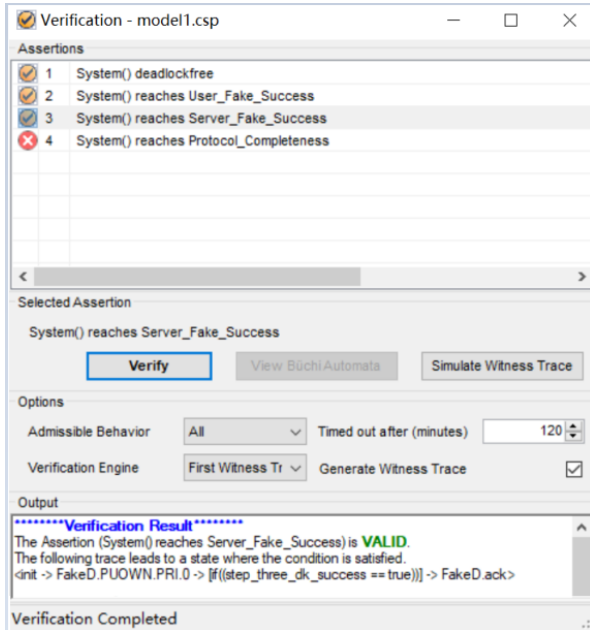 Verification - model1.csp
Assertions
1 System() deadlockfree
2 System() reaches User_Fake_Success
3 System() reaches Server_Fake_Success
4 System() reaches Protocol_Completeness
Selected Assertion
System() reaches Server_Fake_Success
Verify View Büchi Automata Simulate Witness Trace
Options
Admissible Behavior All Timed out after (minutes) 120
Verification Engine First Witness Tr Generate Witness Trace
Output
********Verification Result********
The Assertion (System() reaches Server_Fake_Success) is VALID.
The following trace leads to a state where the condition is satisfied.
<init -> FakeD.PUOWN.PRI.0 -> [if((step_three_dk_success == true))] -> FakeD.ack>
Verification Completed